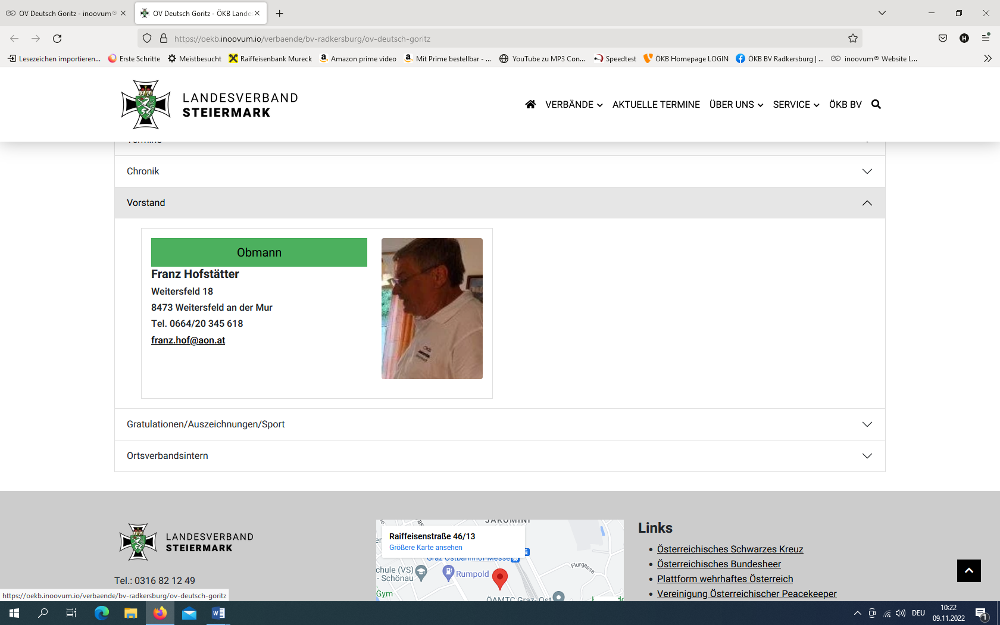 OV Deutsch Goritz - inoovum®
OV Deutsch Goritz - ÖKB Lande
https://oekb.inoovum.io/verbaende/bv-radkersburg/ov-deutsch-goritz
H
Lesezeichen importieren...
Erste Schritte
Meistbesucht
Raiffeisenbank Mureck
Amazon prime video
Mit Prime bestellbar - ...
YouTube zu MP3 Con...
Speedtest
ÖKB Homepage LOGIN
ÖKB BV Radkersburg | ...
inoovum® Website L...
LANDESVERBAND
STEIERMARK
VERBÄNDE
AKTUELLE TERMINE
ÜBER UNS
SERVICE
ÖKB BV
Termine
Chronik
Vorstand
Obmann
Franz Hofstätter
Weitersfeld 18
8473 Weitersfeld an der Mur
Tel. 0664/20 345 618
franz.hof@aon.at
Gratulationen/Auszeichnungen/Sport
Ortsverbandsintern
LANDESVERBAND
STEIERMARK
Tel.: 0316 82 12 49
JAKOMINI
Raiffeisenstraße 46/13
Größere Karte ansehen
Graz Ostbahnhof-Messe
Flurgasse
chule (VS)
- Schönau
Rumpold
Gym
ÖAMTC Graz- Ost
Links
Österreichisches Schwarzes Kreuz
Österreichisches Bundesheer
Plattform wehrhaftes Österreich
Vereinigung Österreichischer Peacekeeper
https://oekb.inoovum.io/verbaende/bv-radkersburg/ov-deutsch-goritz
DEU
10:22
09.11.2022
1